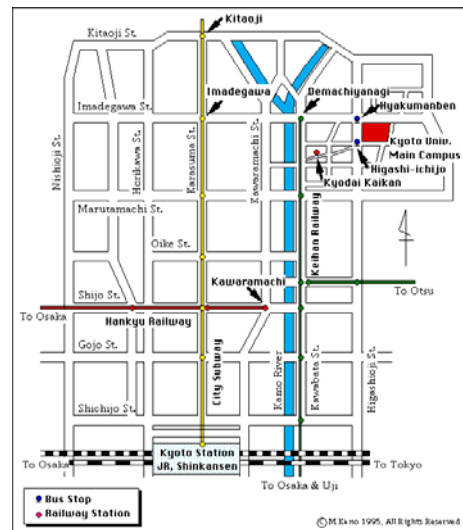 Kitaoji
Kitaoji St.
Imadegawa
Demachiyanagi
Hyakumanben
Imadegawa St.
Kyoto Univ.
Main Campus
Higashi-ichijo
Kyodai Kaikan
Nishioji St.
Horikawa St.
Karasuma St.
Kawaramachi St.
Marutamachi St.
Keihan Railway
Oike St.
Kawaramachi
Shijo St.
To Otsu
To Osaka
Hankyu Railway
Gojo St.
City Subway
Kamo River
Kawabata St.
Higashioji St.
Shichijo St.
Kyoto Station
JR, Shinkansen
To Osaka
To Tokyo
To Osaka & Uji
Bus Stop
Railway Station
©M.Kano 1995, All Rights Reserved